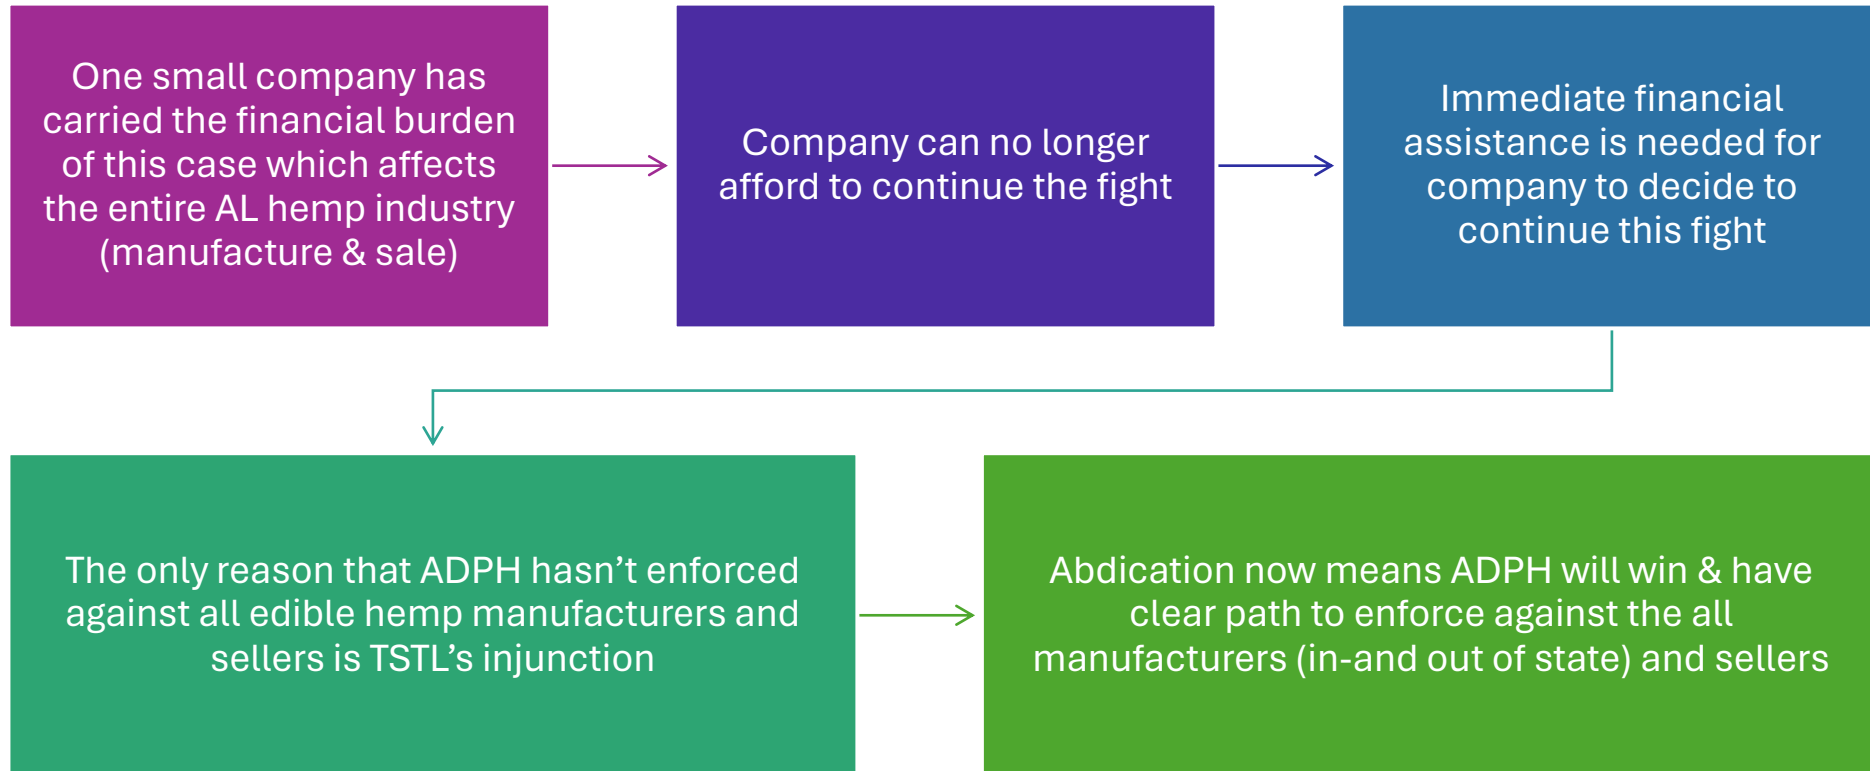 One small company has
carried the financial burden
of this case which affects
the entire AL hemp industry
(manufacture & sale)
Company can no longer
afford to continue the fight
Immediate financial
assistance is needed for
company to decide to
continue this fight
The only reason that ADPH hasn’t enforced
against all edible hemp manufacturers and
sellers is TSTL’s injunction
Abdication now means ADPH will win & have
clear path to enforce against the all
manufacturers (in-and out of state) and sellers